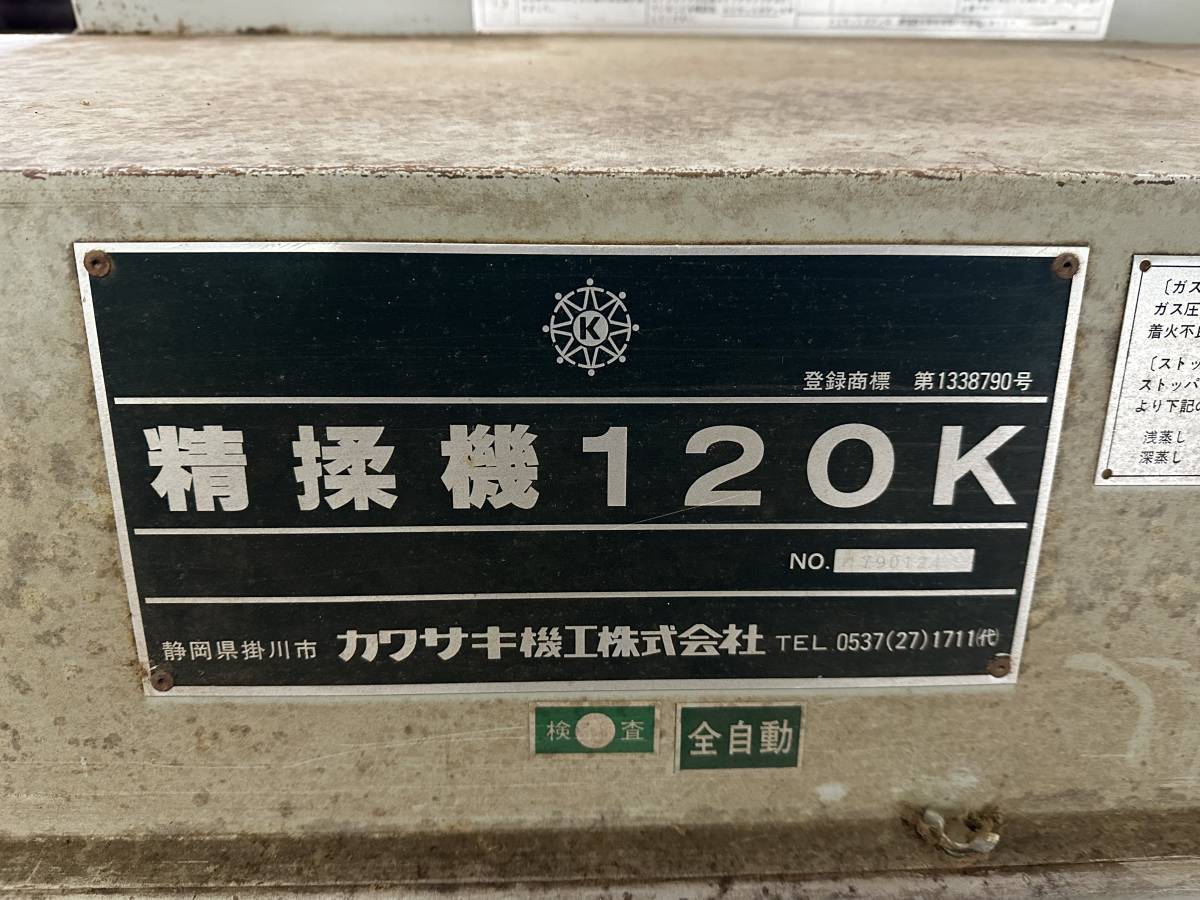 K
登録商標 第1338790号
精揉機120K
NO.
静岡県掛川市 カワサキ機工株式会社 TEL 0537(27)1711(代)
検 査
全自動
〔ガス
ガス圧
着火不良
〔ストッ
ストッパ
より下記の
浅蒸し
深蒸し